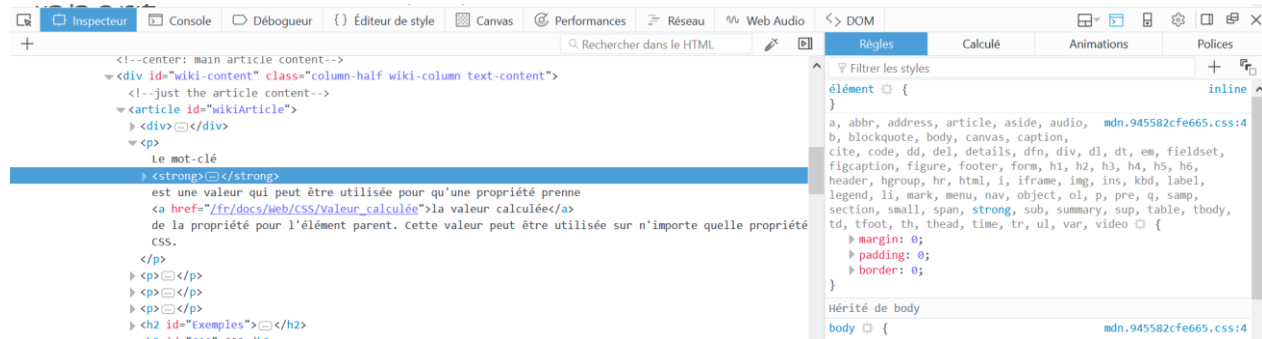 Inspecteur Console Débogueur {} Éditeur de style Canvas Performances Réseau Web Audio <> DOM
+ Rechercher dans le HTML
<!--center: main article content-->
<div id="wiki-content" class="column-half wiki-column text-content">
<!--just the article content-->
<article id="wikiArticle">
<div></div>
<p>
Le mot-clé
<strong></strong>
est une valeur qui peut être utilisée pour qu'une propriété prenne
<a href="/fr/docs/Web/CSS/Valeur_calculée">la valeur calculée</a>
de la propriété pour l'élément parent. Cette valeur peut être utilisée sur n'importe quelle propriété
CSS.
</p>
<p></p>
<p></p>
<p></p>
<h2 id="Exemples"></h2>
Règles Calculé Animations Polices
Filtrer les styles +
élément { inline
}
a, abbr, address, article, aside, audio, mdn.945582cfe665.css:4
b, blockquote, body, canvas, caption,
cite, code, dd, del, details, dfn, div, dl, dt, em, fieldset,
figcaption, figure, footer, form, h1, h2, h3, h4, h5, h6,
header, hgroup, hr, html, i, iframe, img, ins, kbd, label,
legend, li, mark, menu, nav, object, ol, p, pre, q, samp,
section, small, span, strong, sub, summary, sup, table, tbody,
td, tfoot, th, thead, time, tr, ul, var, video {
margin: 0;
padding: 0;
border: 0;
}
Hérité de body
body { mdn.945582cfe665.css:4